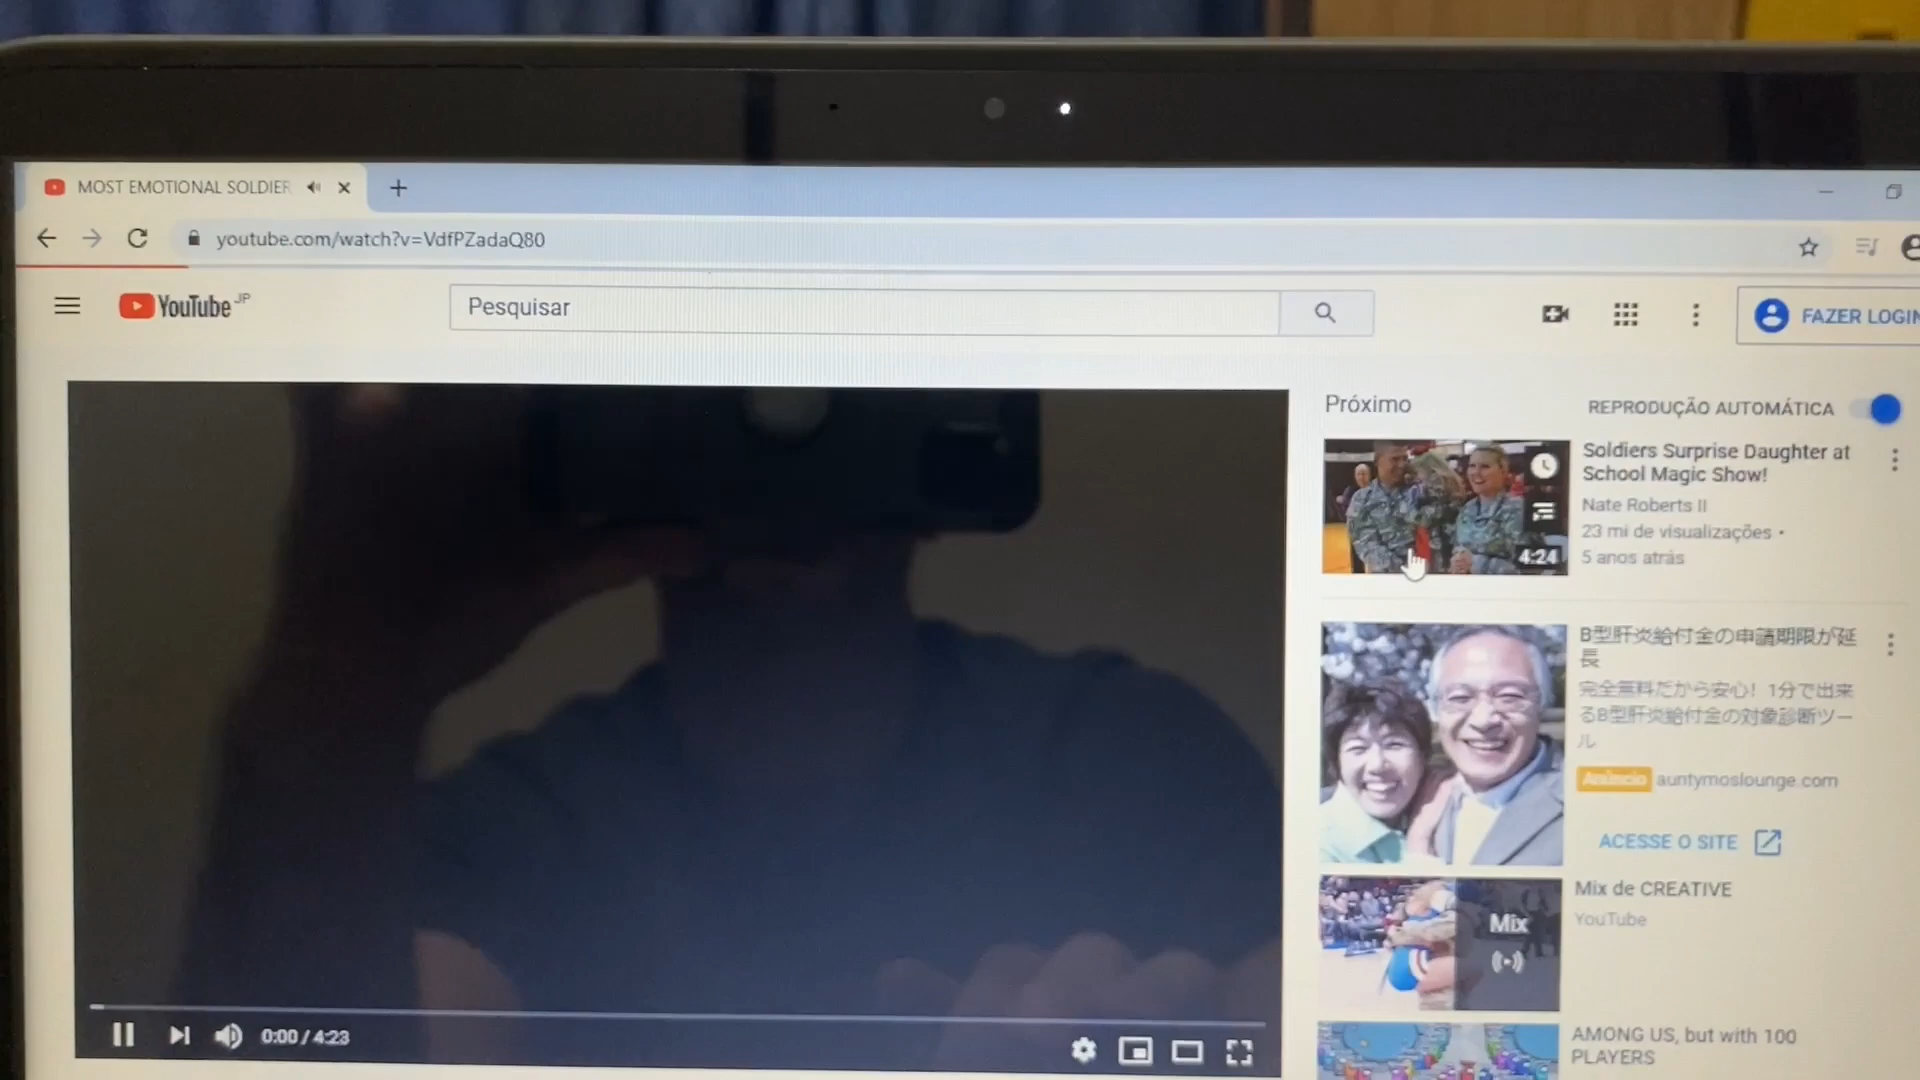 MOST EMOTIONAL SOLDIER
youtube.com/watch?v=VdfPZadaQ80
YouTube JP
Pesquisar
FAZER LOGIN
Próximo
REPRODUÇÃO AUTOMÁTICA
Soldiers Surprise Daughter at
School Magic Show!
Nate Roberts II
23 mi de visualizações •
5 anos atrás
4:24
B型肝炎給付金の申請期限が延
長
完全無料だから安心！1分で出来
るB型肝炎給付金の対象診断ツー
ル
Anúncio auntymoslounge.com
ACESSE O SITE
Mix de CREATIVE
YouTube
Mix
AMONG US, but with 100
PLAYERS
0:00 / 4:23